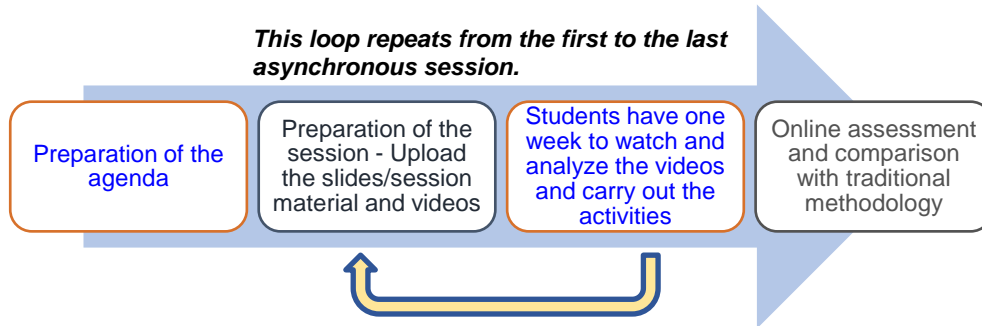 This loop repeats from the first to the last
asynchronous session.
Preparation of the
agenda
Preparation of the
session - Upload
the slides/session
material and videos
Students have one
week to watch and
analyze the videos
and carry out the
activities
Online assessment
and comparison
with traditional
methodology